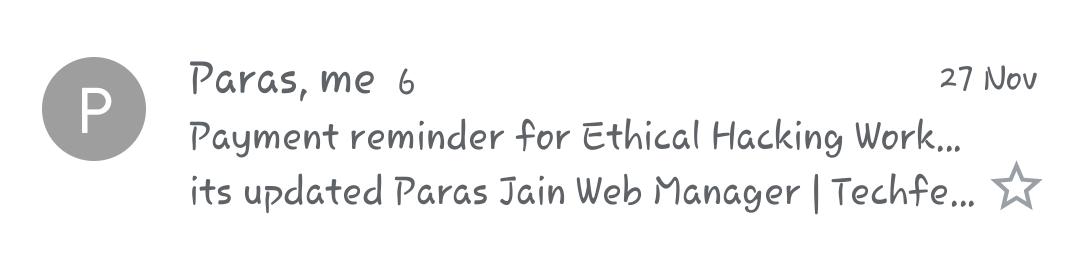 P
Paras, me 6
27 Nov
Payment reminder for Ethical Hacking Work...
its updated Paras Jain Web Manager | Techfe...